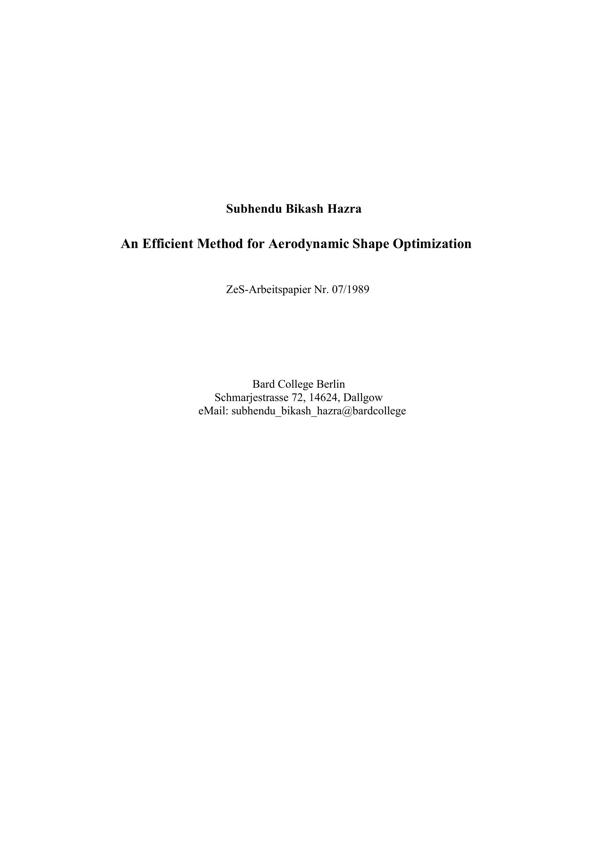 Subhendu Bikash Hazra
An Efficient Method for Aerodynamic Shape Optimization
ZeS-Arbeitspapier Nr. 07/1989
Bard College Berlin
Schmarjestrasse 72, 14624, Dallgow
eMail: subhendu_bikash_hazra@bardcollege